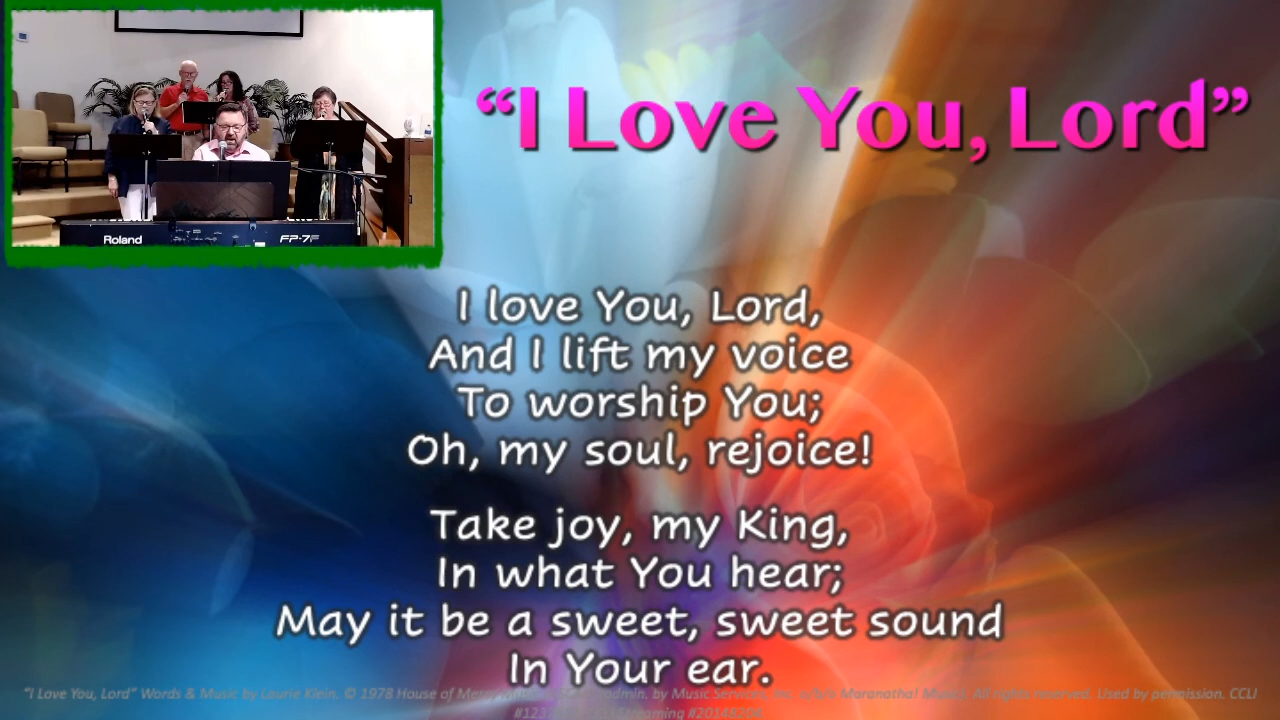 “I Love You, Lord”
Roland
FP-7F
I love You, Lord,
And I lift my voice
To worship You;
Oh, my soul, rejoice!
Take joy, my King,
In what You hear;
May it be a sweet, sweet sound
In Your ear.
“I Love You, Lord” Words & Music by Laurie Klein. © 1978 House of Mercy admin. by Music Services, Maranatha! Music). All rights reserved. Used by permission. CCLI
Streaming #20148204